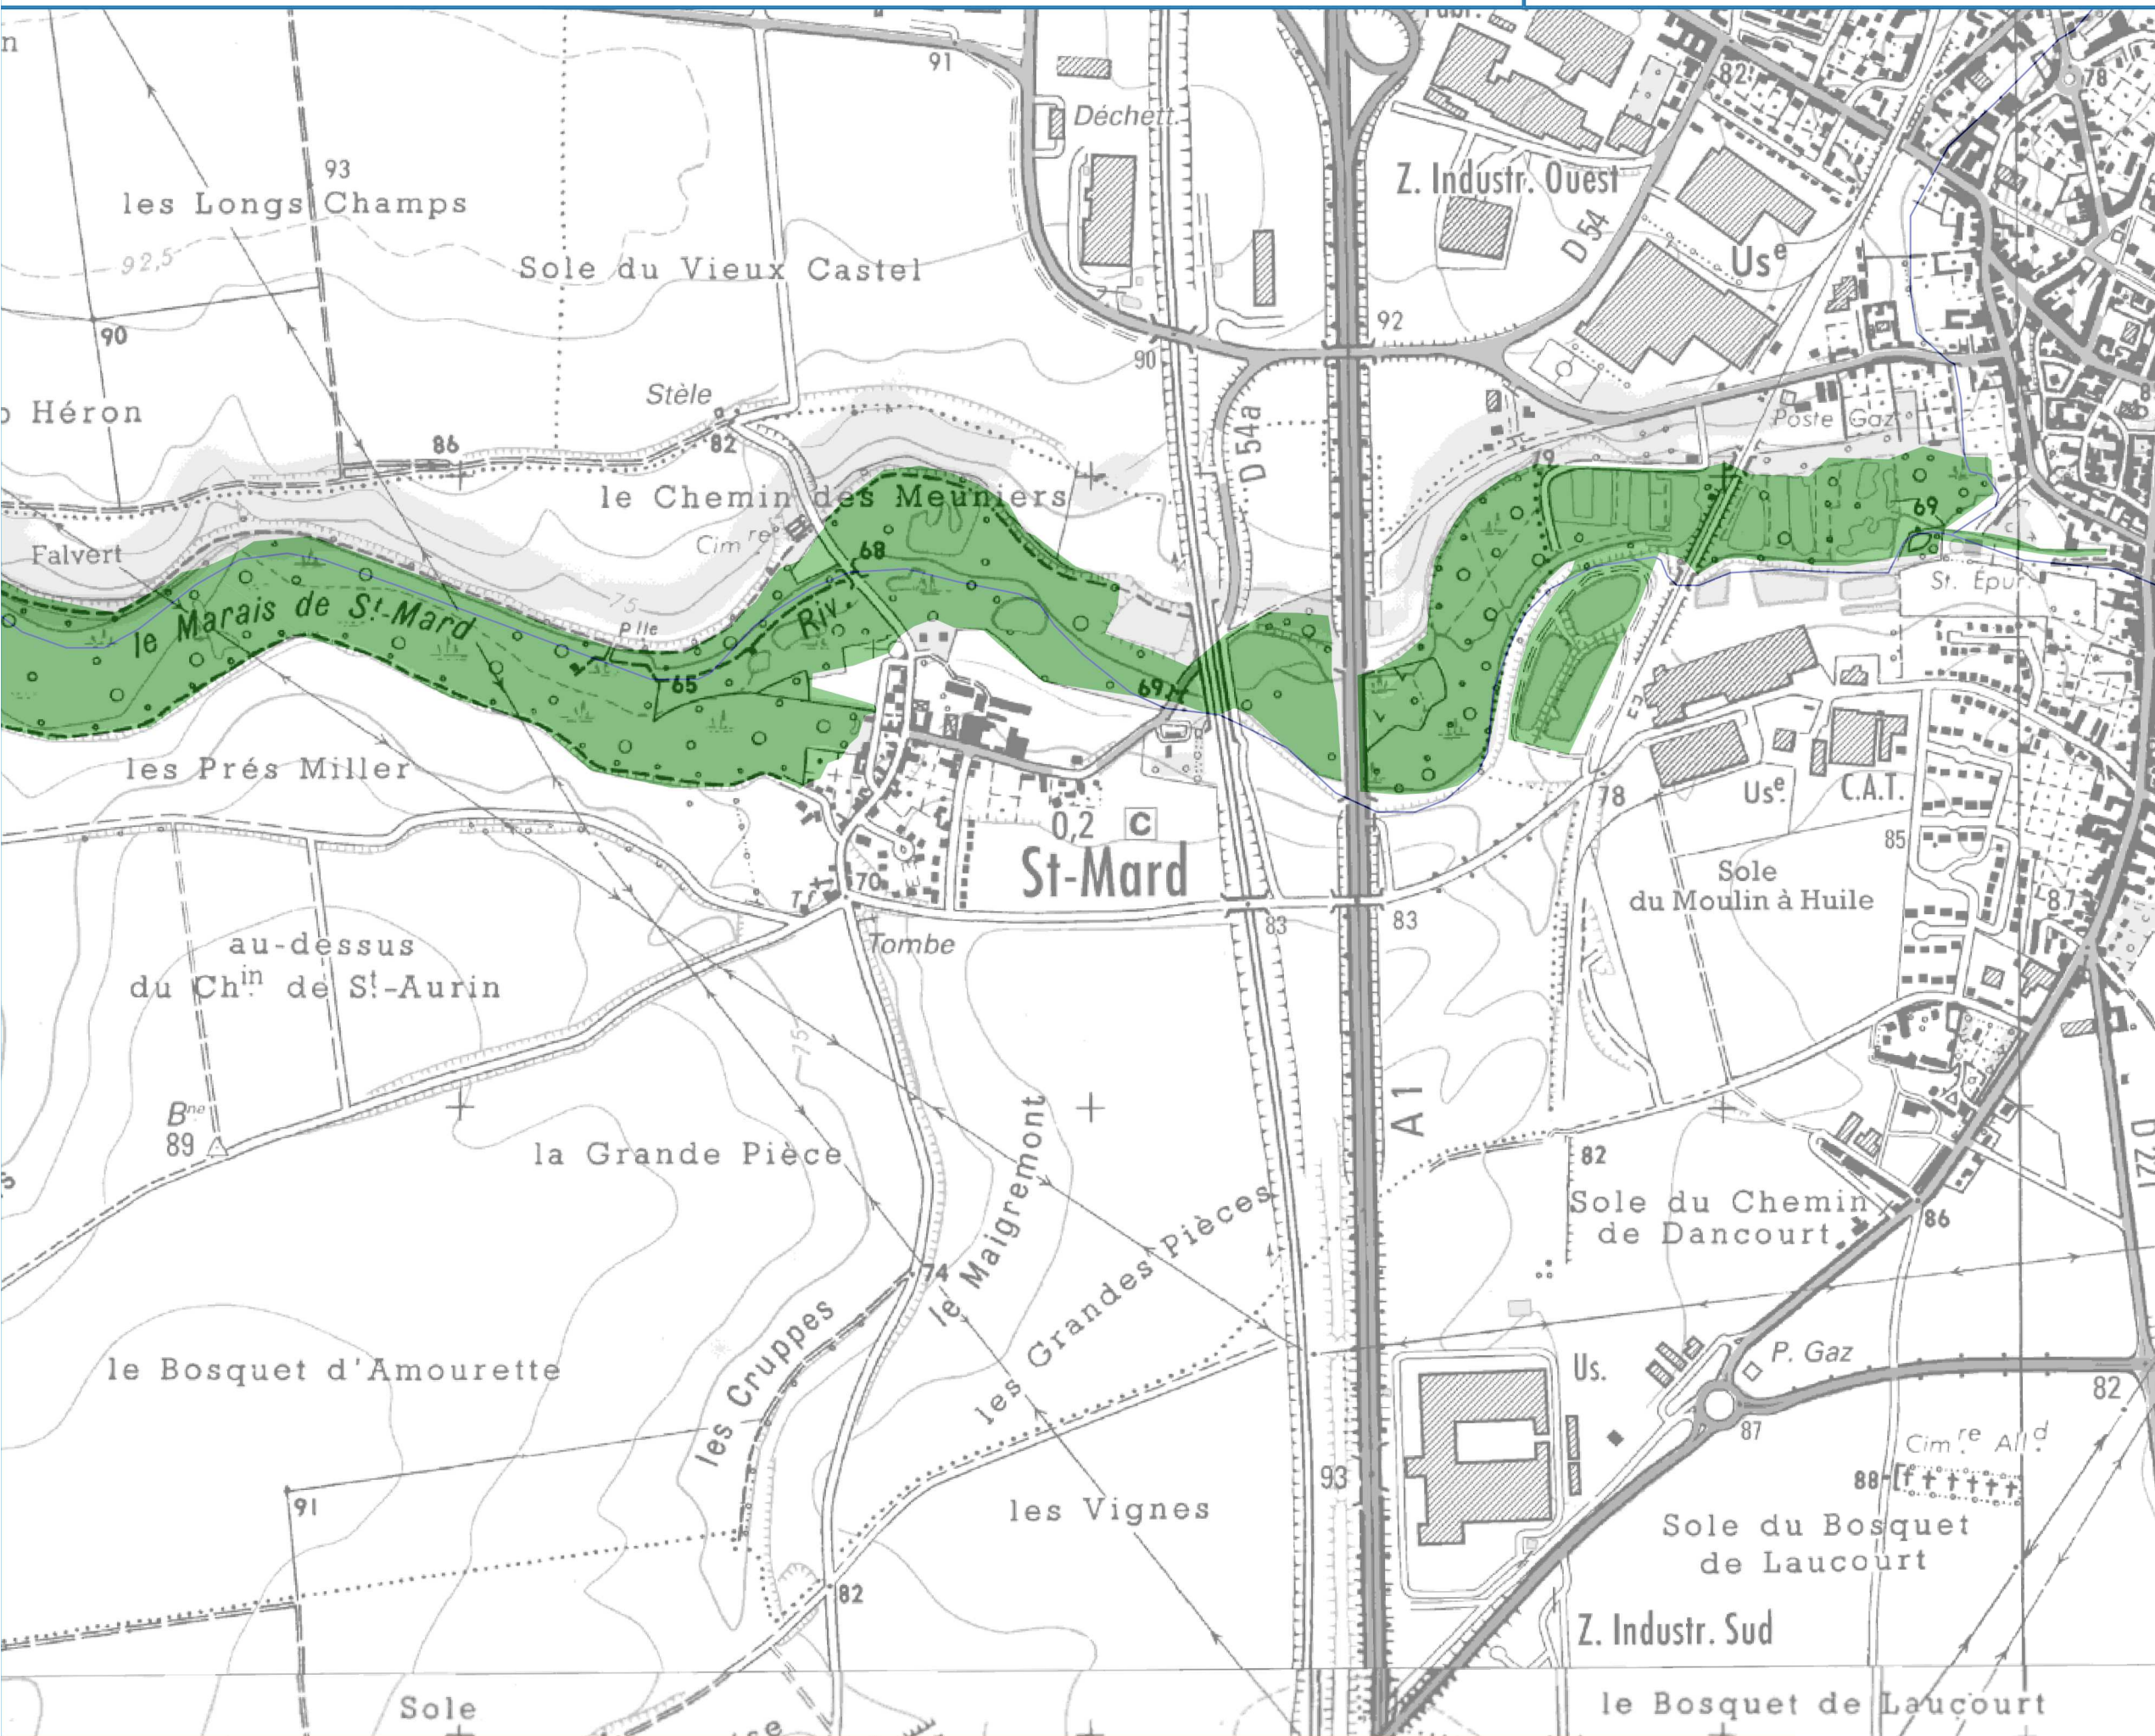 91
Déchett.
82
78
93
les Longs Champs
Z. Industr. Ouest
D 54
92,5
Sole du Vieux Castel
Usᵉ
90
92
90
Stèle
Héron
86
82
D 54a
Poste Gaz
79
le Chemin des Meuniers
69
Falvert
Cimʳᵉ
68
75
Pˡˡᵉ
St. Épur.
le Marais de Sᵗ-Mard
Riv.
65
69
les Prés Miller
78
Usᵉ.
C.A.T.
0,2
C
85
St-Mard
Sole
du Moulin à Huile
70
87
83
83
Tombe
au-dessus
du Chⁱⁿ. de Sᵗ.-Aurin
75
A 1
Bⁿᵉ
89
la Grande Pièce
82
D 221
le Maigremont
Sole du Chemin
de Dancourt
86
les Grandes Pièces
74
le Bosquet d'Amourette
les Cruppes
Us.
P. Gaz
82
87
Cim.ʳᵉ Allᵈ.
93
88
91
les Vignes
Sole du Bosquet
de Laucourt
82
Z. Industr. Sud
Sole
le Bosquet de Laucourt